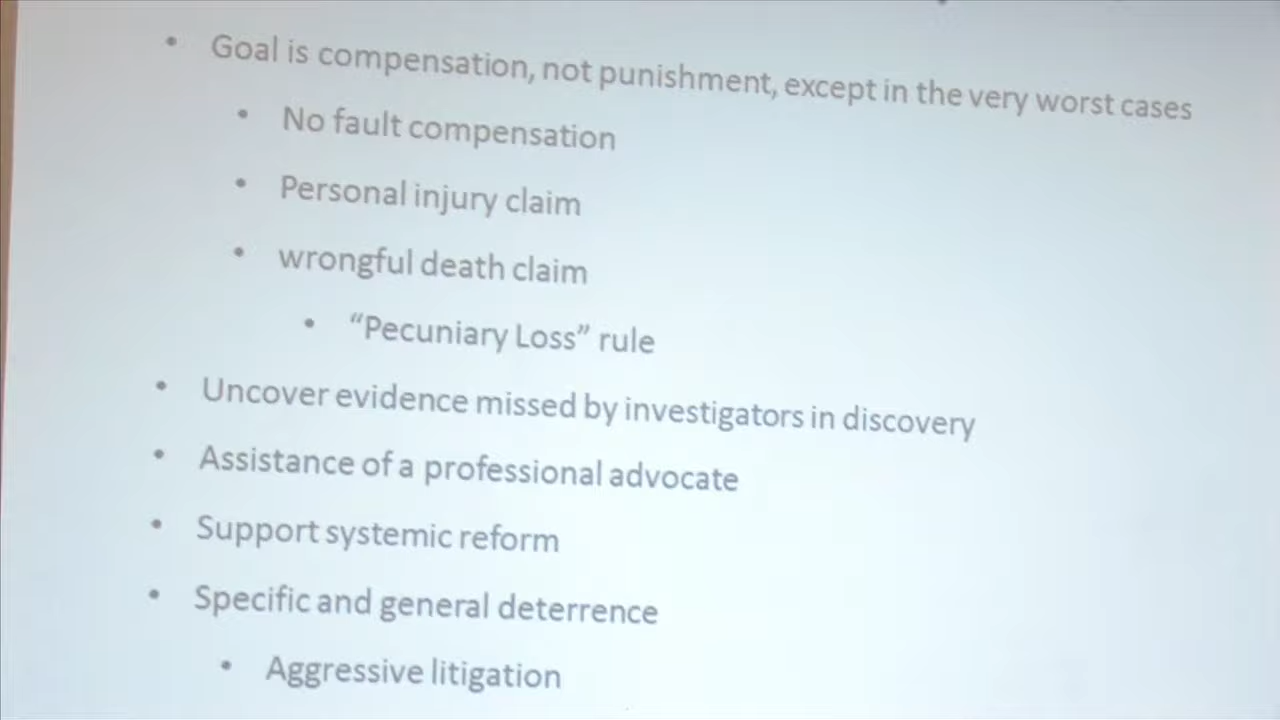 • Goal is compensation, not punishment, except in the very worst cases
• No fault compensation
• Personal injury claim
• wrongful death claim
• “Pecuniary Loss” rule
• Uncover evidence missed by investigators in discovery
• Assistance of a professional advocate
• Support systemic reform
• Specific and general deterrence
• Aggressive litigation